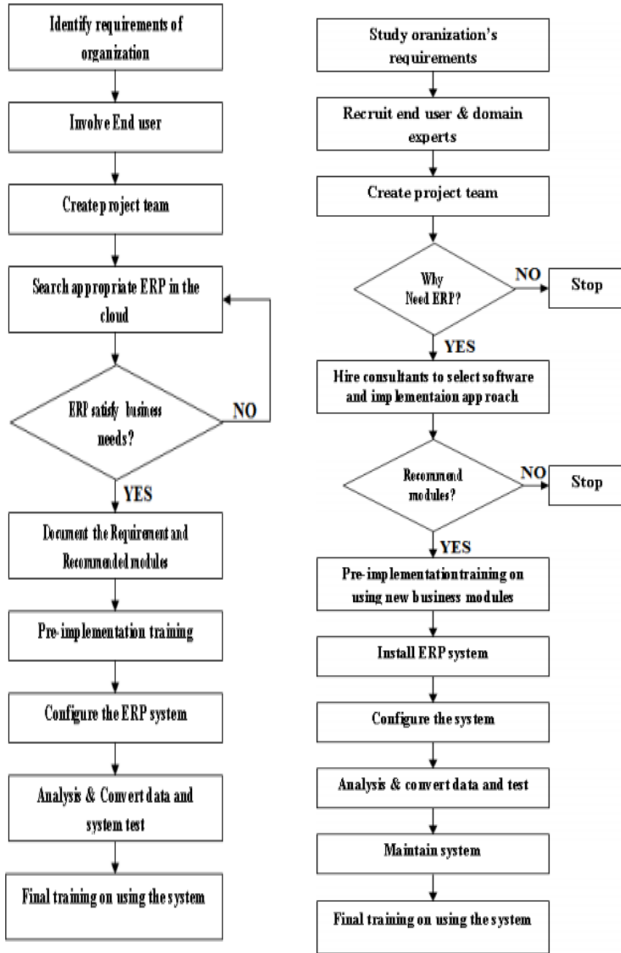 Identify requirements of
organization
Involve End user
Create project team
Search appropriate ERP in the
cloud
ERP satisfy business
needs?
NO
YES
Document the Requirement and
Recommended modules
Pre-implementation training
Configure the ERP system
Analysis & Convert data and
system test
Final training on using the system
Study oranization's
requirements
Recruit end user & domain
experts
Create project team
Why
Need ERP?
NO
Stop
YES
Hire consultants to select software
and implementaion approach
Recommend
modules?
NO
Stop
YES
Pre-implementation training on
using new business modules
Install ERP system
Configure the system
Analysis & convert data and test
Maintain system
Final training on using the system